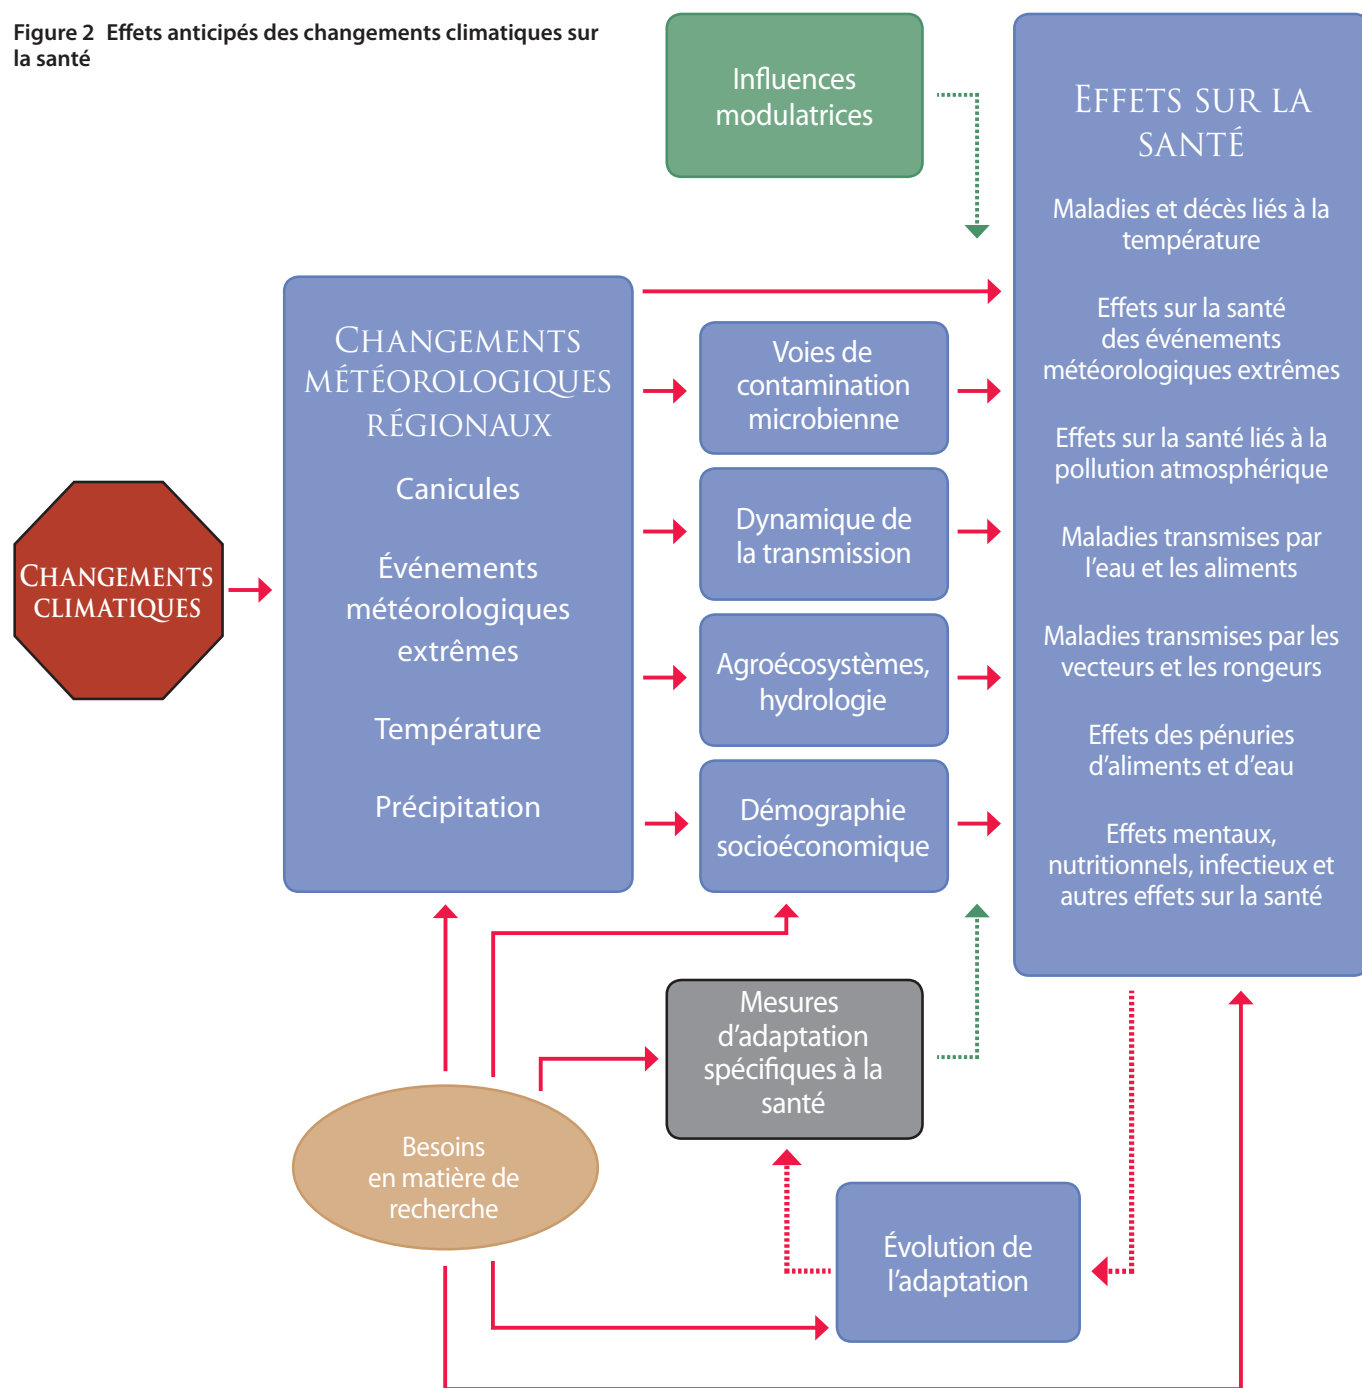 Figure 2 Effets anticipés des changements climatiques sur
la santé
Influences
modulatrices
EFFETS SUR LA
SANTÉ
Maladies et décès liés à la
température
Effets sur la santé
des événements
météorologiques extrêmes
Effets sur la santé liés à la
pollution atmosphérique
Maladies transmises par
l'eau et les aliments
Maladies transmises par les
vecteurs et les rongeurs
Effets des pénuries
d'aliments et d'eau
Effets mentaux,
nutritionnels, infectieux et
autres effets sur la santé
CHANGEMENTS
MÉTÉOROLOGIQUES
RÉGIONAUX
Canicules
Événements
météorologiques
extrêmes
Température
Précipitation
Voies de
contamination
microbienne
Dynamique de
la transmission
Agroécosystèmes,
hydrologie
Démographie
socioéconomique
CHANGEMENTS
CLIMATIQUES
Mesures
d'adaptation
spécifiques à la
santé
Besoins
en matière de
recherche
Évolution de
l'adaptation